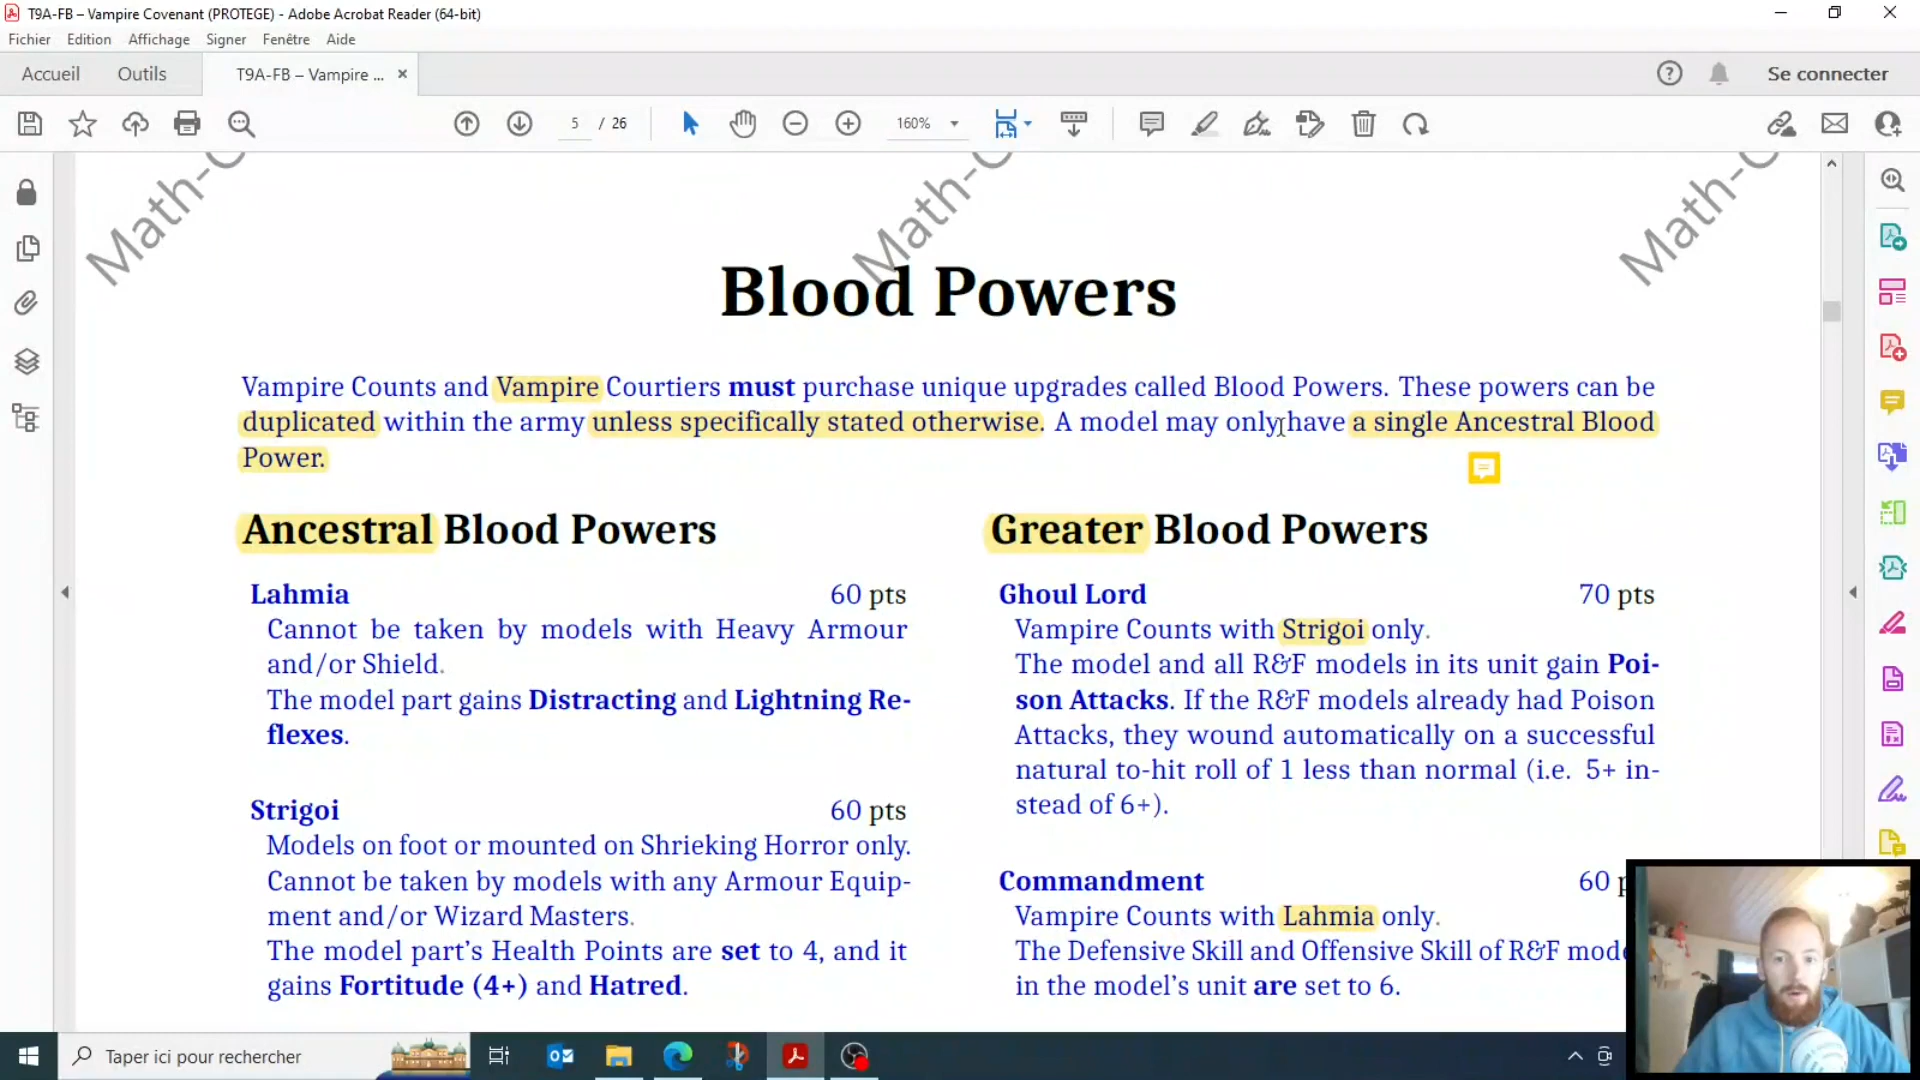 T9A-FB – Vampire Covenant (PROTEGE) - Adobe Acrobat Reader (64-bit)
Fichier Edition Affichage Signer Fenêtre Aide
Accueil Outils T9A-FB – Vampire ... × Se connecter
5 / 26 160%
Math-C Math-C Math-C
Blood Powers
Vampire Counts and Vampire Courtiers must purchase unique upgrades called Blood Powers. These powers can be
duplicated within the army unless specifically stated otherwise. A model may only have a single Ancestral Blood
Power.
Ancestral Blood Powers
Lahmia 60 pts
Cannot be taken by models with Heavy Armour
and/or Shield.
The model part gains Distracting and Lightning Re-
flexes.
Strigoi 60 pts
Models on foot or mounted on Shrieking Horror only.
Cannot be taken by models with any Armour Equip-
ment and/or Wizard Masters.
The model part's Health Points are set to 4, and it
gains Fortitude (4+) and Hatred.
Greater Blood Powers
Ghoul Lord 70 pts
Vampire Counts with Strigoi only.
The model and all R&F models in its unit gain Poi-
son Attacks. If the R&F models already had Poison
Attacks, they wound automatically on a successful
natural to-hit roll of 1 less than normal (i.e. 5+ in-
stead of 6+).
Commandment 60 p
Vampire Counts with Lahmia only.
The Defensive Skill and Offensive Skill of R&F mode
in the model's unit are set to 6.
Taper ici pour rechercher